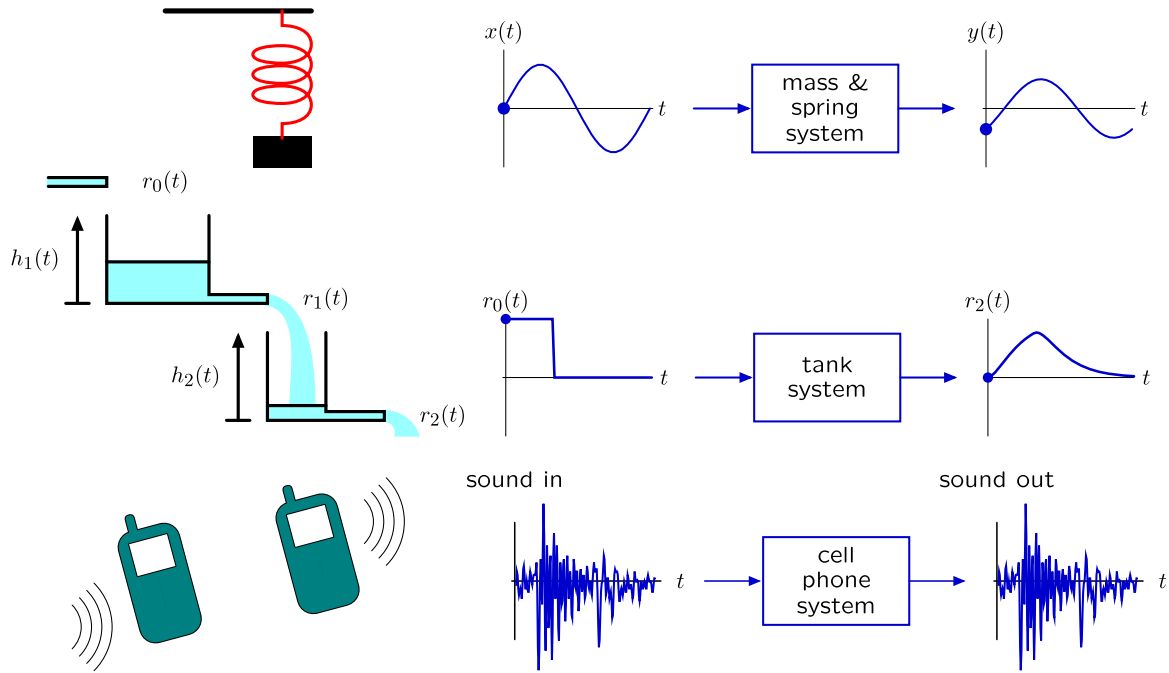 x(t)
t
mass &
spring
system
y(t)
t
r₀(t)
h₁(t)
r₁(t)
h₂(t)
r₂(t)
r₀(t)
t
tank
system
r₂(t)
t
sound in
t
cell
phone
system
sound out
t